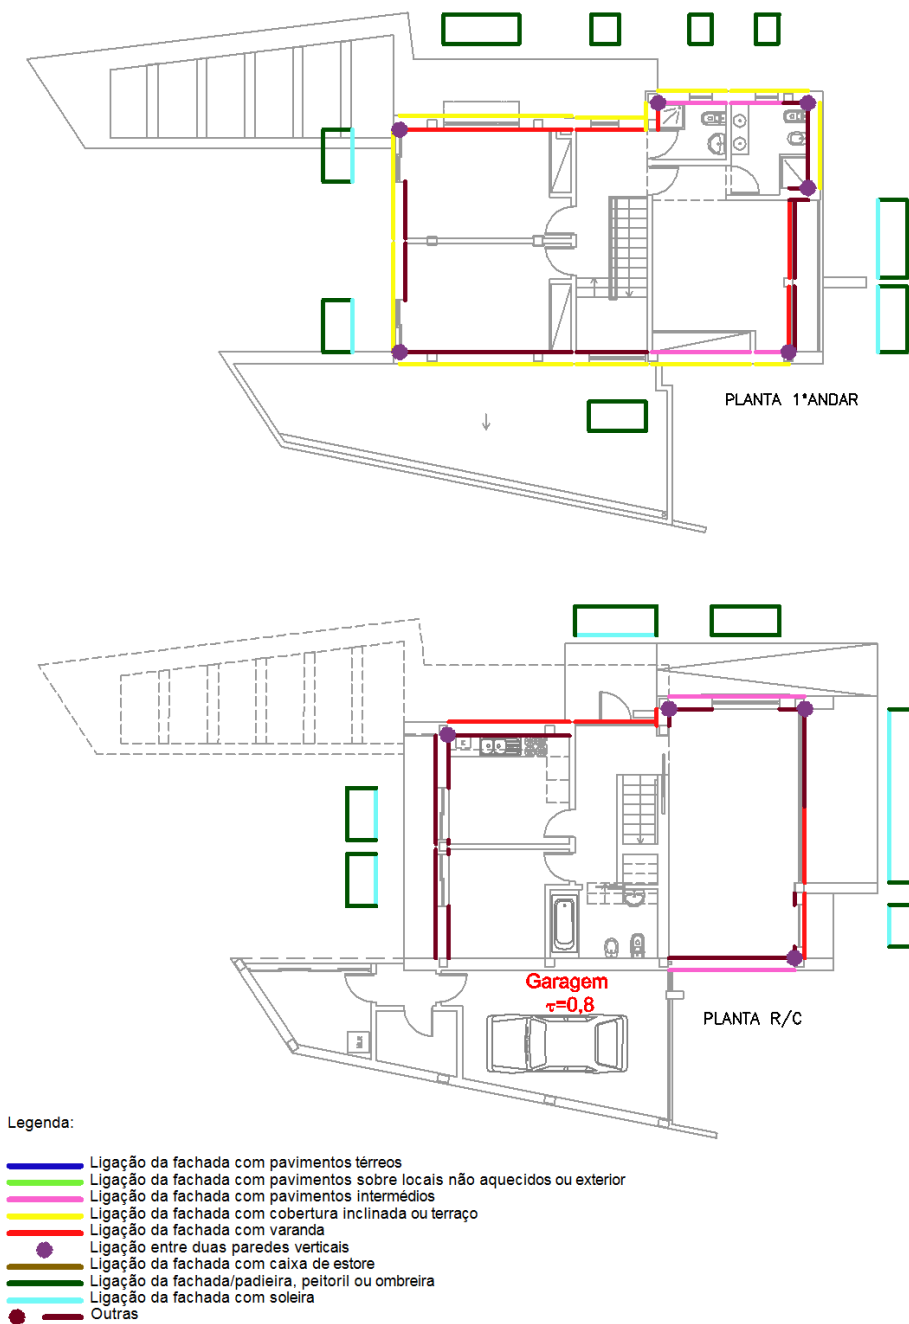 PLANTA 1ºANDAR
Garagem
τ=0,8
PLANTA R/C
Legenda:
Ligação da fachada com pavimentos térreos
Ligação da fachada com pavimentos sobre locais não aquecidos ou exterior
Ligação da fachada com pavimentos intermédios
Ligação da fachada com cobertura inclinada ou terraço
Ligação da fachada com varanda
Ligação entre duas paredes verticais
Ligação da fachada com caixa de estore
Ligação da fachada/padieira, peitoril ou ombreira
Ligação da fachada com soleira
Outras